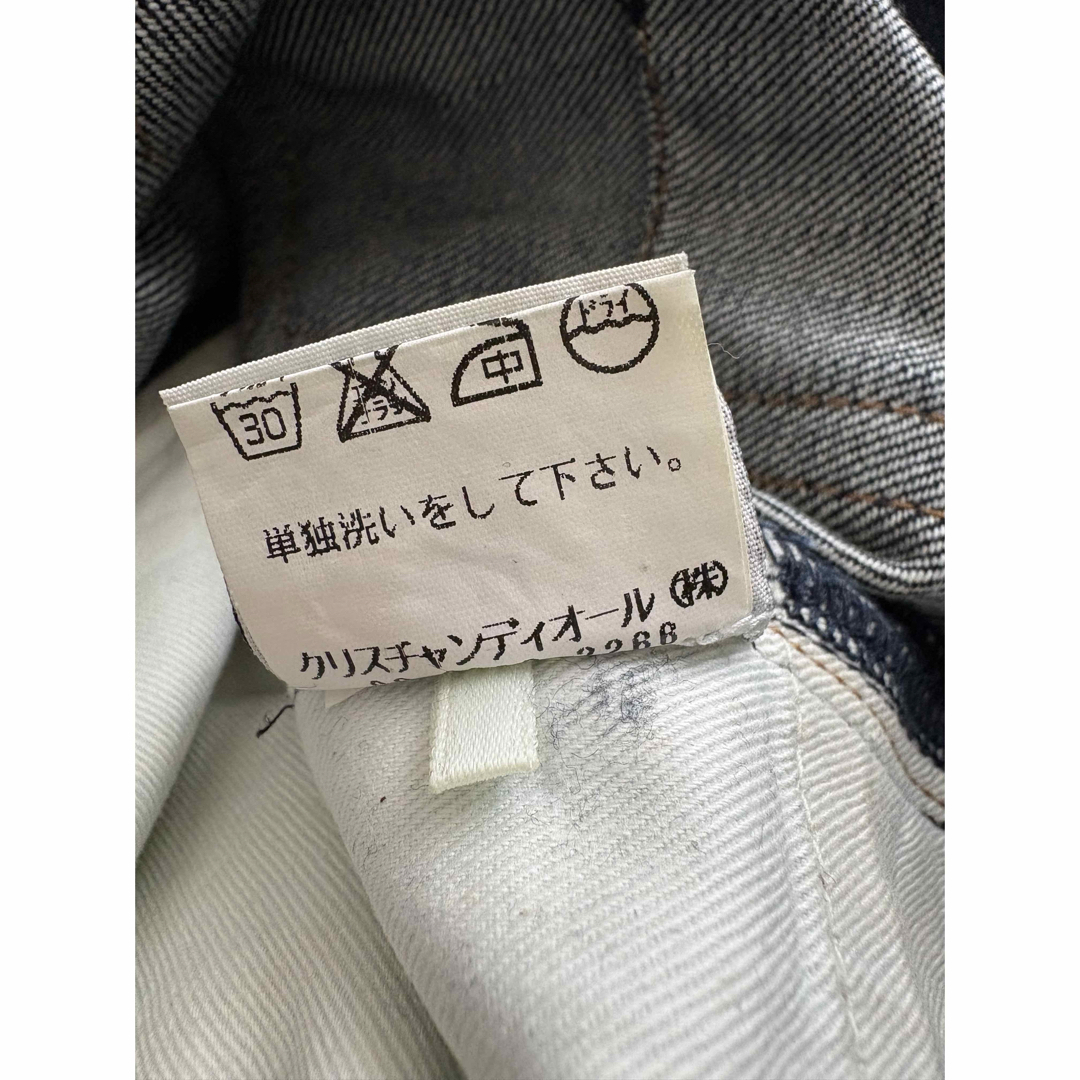 30 中 ドライ
単独洗いをして下さい。
クリスチャンディオール(株)